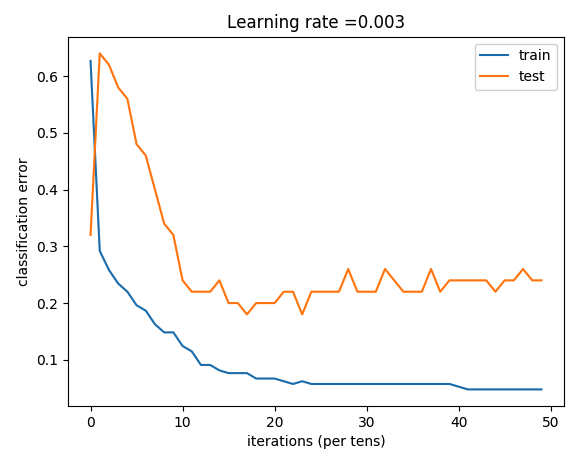 Learning rate =0.003
train
test
classification error
0.6
0.5
0.4
0.3
0.2
0.1
0 10 20 30 40 50
iterations (per tens)